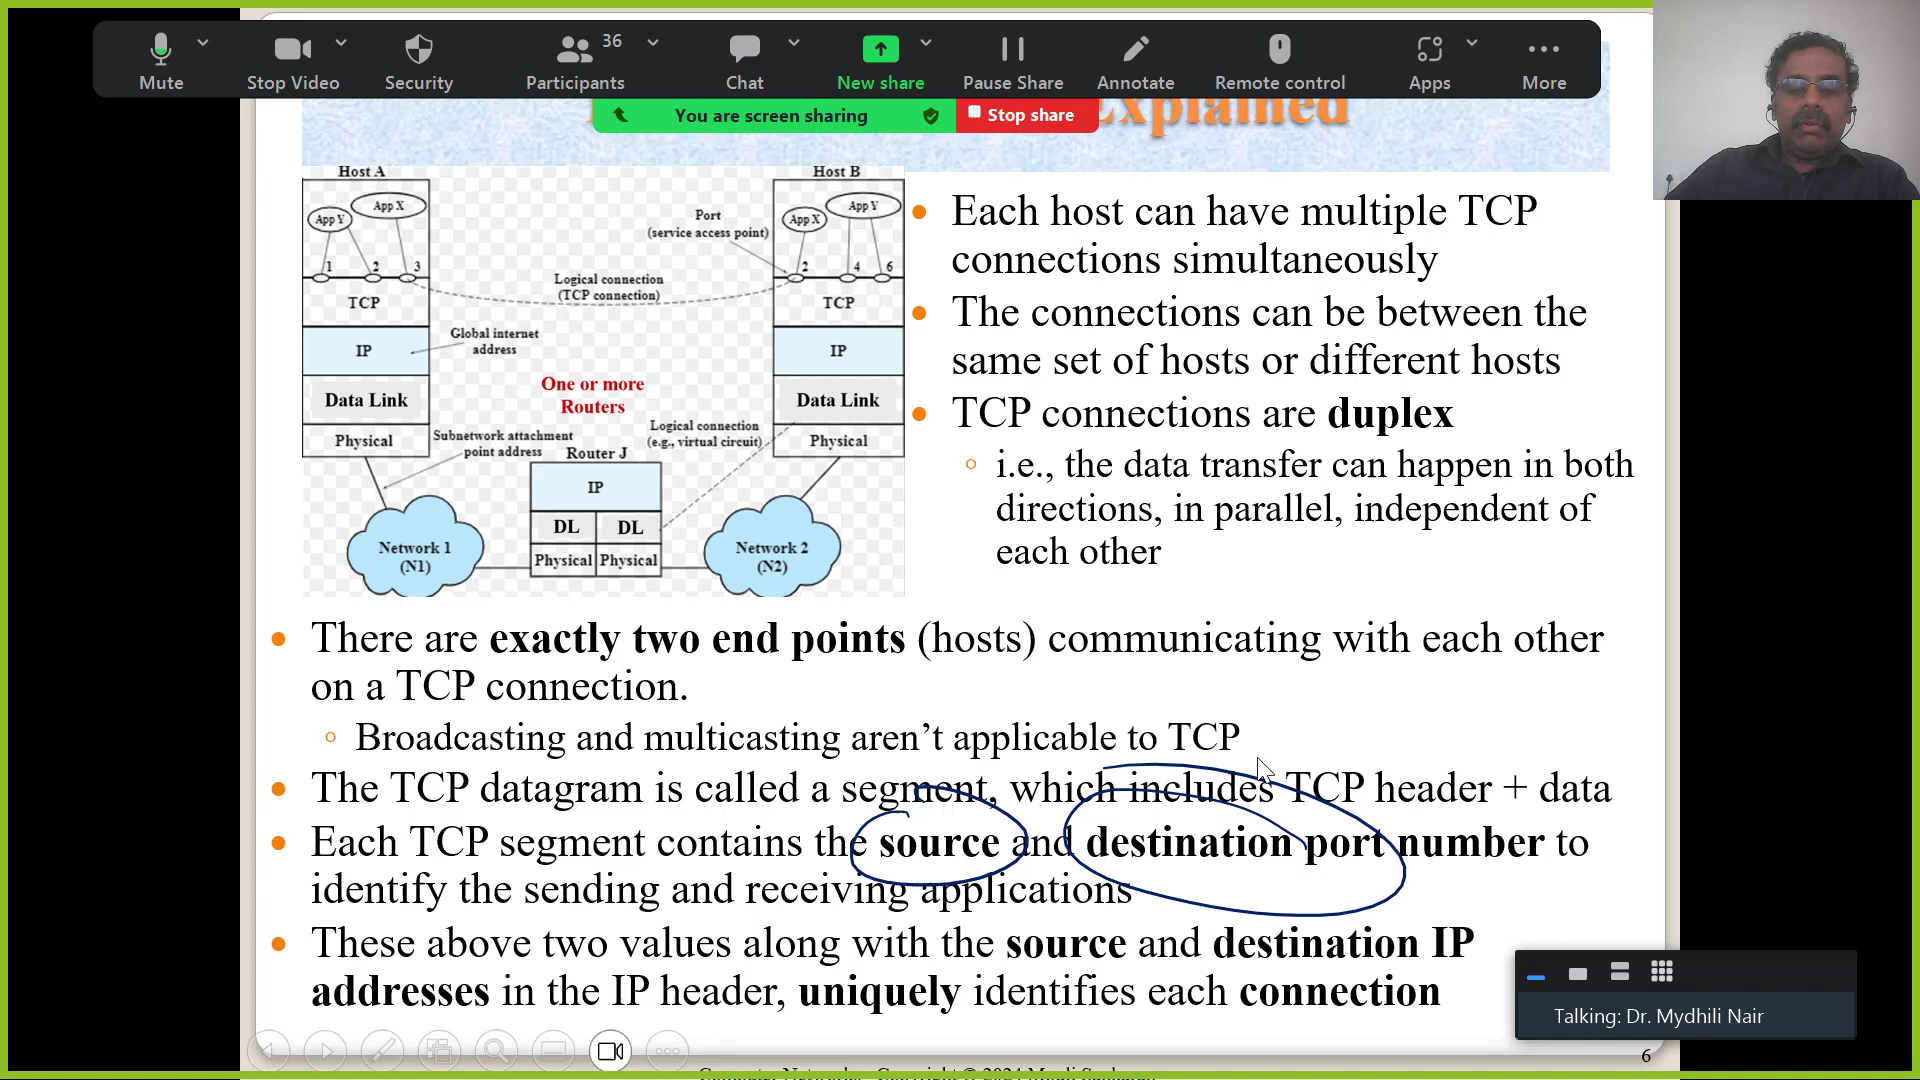 Mute
Stop Video
Security
Participants
36
Chat
New share
Pause Share
Annotate
Remote control
Apps
More
You are screen sharing
Stop share
Explained
Host A
App Y
App X
1 2 3
TCP
IP
Data Link
Physical
Host B
App X
App Y
2 4 6
TCP
IP
Data Link
Physical
Port
(service access point)
Logical connection
(TCP connection)
Global internet
address
One or more
Routers
Subnetwork attachment
point address
Logical connection
(e.g., virtual circuit)
Router J
IP
DL DL
Physical Physical
Network 1
(N1)
Network 2
(N2)
Each host can have multiple TCP
connections simultaneously
The connections can be between the
same set of hosts or different hosts
TCP connections are duplex
i.e., the data transfer can happen in both
directions, in parallel, independent of
each other
There are exactly two end points (hosts) communicating with each other
on a TCP connection.
Broadcasting and multicasting aren’t applicable to TCP
The TCP datagram is called a segment, which includes TCP header + data
Each TCP segment contains the source and destination port number to
identify the sending and receiving applications
These above two values along with the source and destination IP
addresses in the IP header, uniquely identifies each connection
Talking: Dr. Mydhili Nair
6